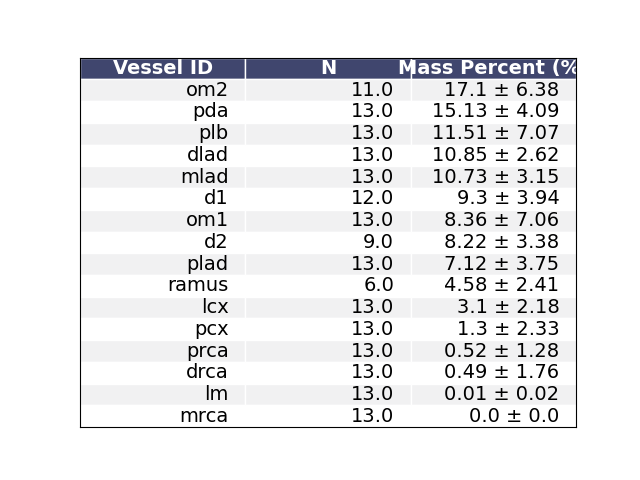 Vessel ID N Mass Percent (%
om2 11.0 17.1 ± 6.38
pda 13.0 15.13 ± 4.09
plb 13.0 11.51 ± 7.07
dlad 13.0 10.85 ± 2.62
mlad 13.0 10.73 ± 3.15
d1 12.0 9.3 ± 3.94
om1 13.0 8.36 ± 7.06
d2 9.0 8.22 ± 3.38
plad 13.0 7.12 ± 3.75
ramus 6.0 4.58 ± 2.41
lcx 13.0 3.1 ± 2.18
pcx 13.0 1.3 ± 2.33
prca 13.0 0.52 ± 1.28
drca 13.0 0.49 ± 1.76
lm 13.0 0.01 ± 0.02
mrca 13.0 0.0 ± 0.0